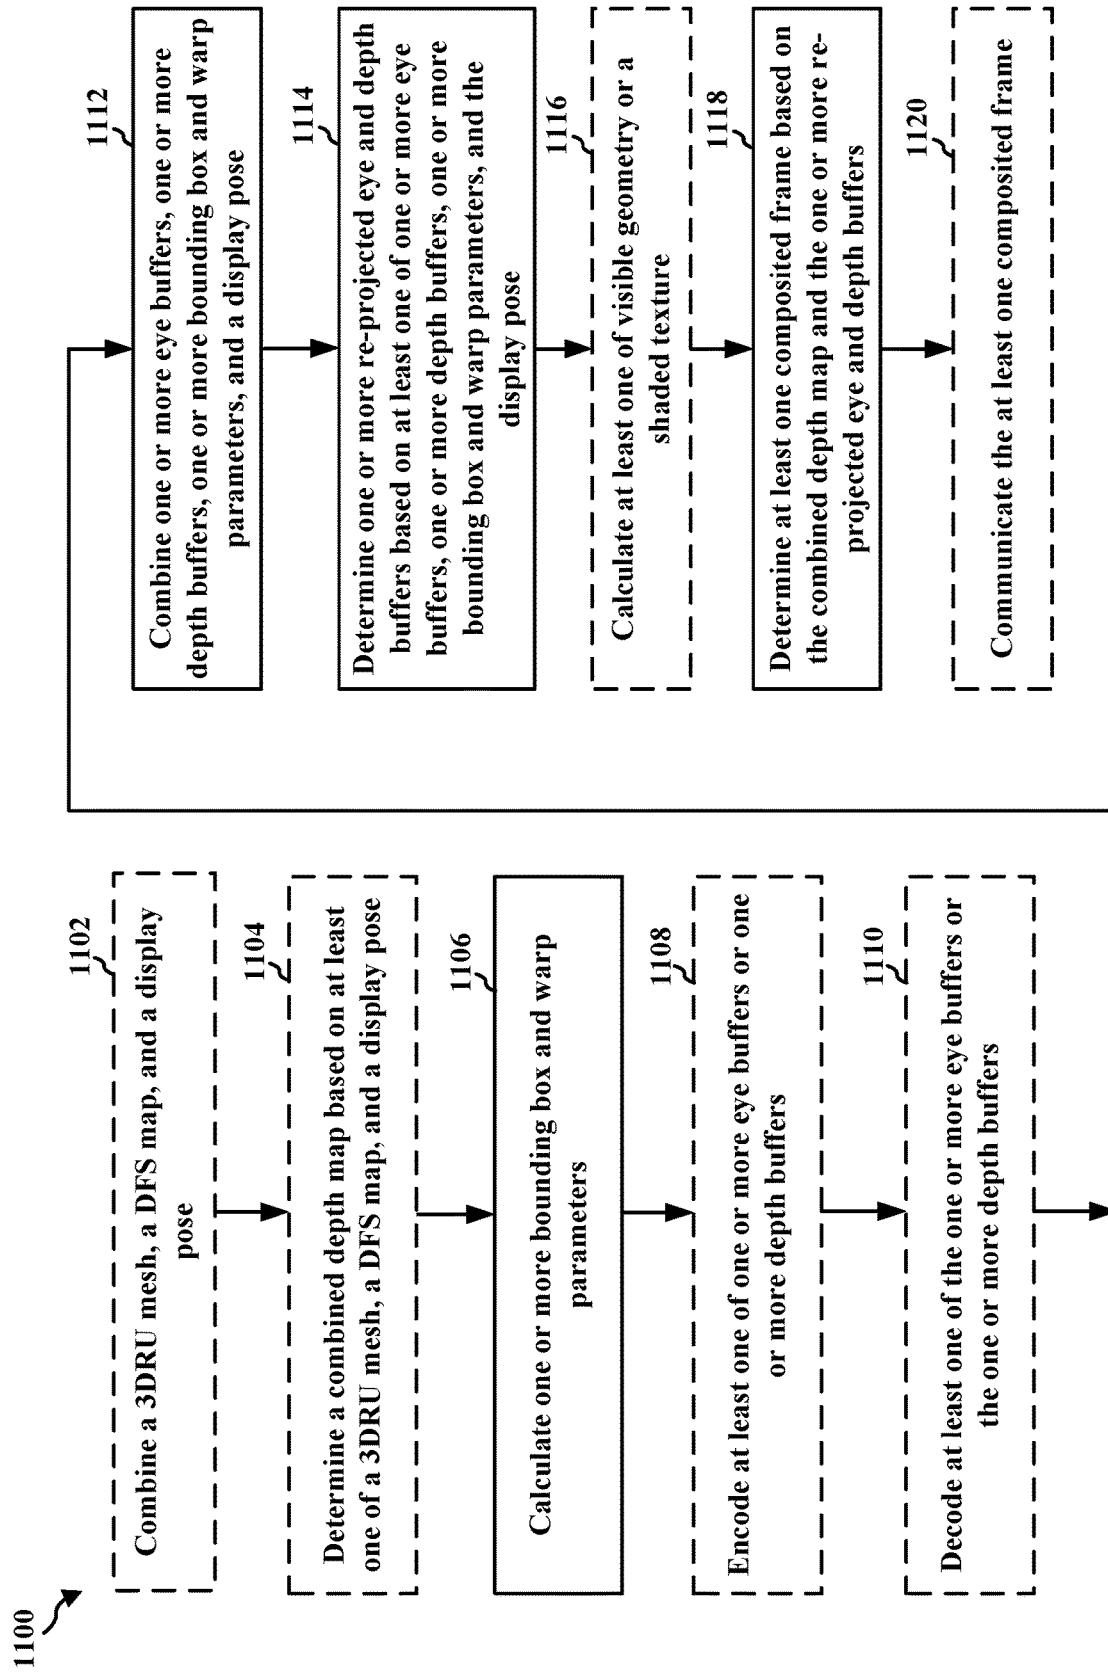 1100
1102
Combine a 3DRU mesh, a DFS map, and a display
pose
1104
Determine a combined depth map based on at least
one of a 3DRU mesh, a DFS map, and a display pose
1106
Calculate one or more bounding box and warp
parameters
1108
Encode at least one of one or more eye buffers or one
or more depth buffers
1110
Decode at least one of the one or more eye buffers or
the one or more depth buffers
1112
Combine one or more eye buffers, one or more
depth buffers, one or more bounding box and warp
parameters, and a display pose
1114
Determine one or more re-projected eye and depth
buffers based on at least one of one or more eye
buffers, one or more depth buffers, one or more
bounding box and warp parameters, and the
display pose
1116
Calculate at least one of visible geometry or a
shaded texture
1118
Determine at least one composited frame based on
the combined depth map and the one or more re-
projected eye and depth buffers
1120
Communicate the at least one composited frame